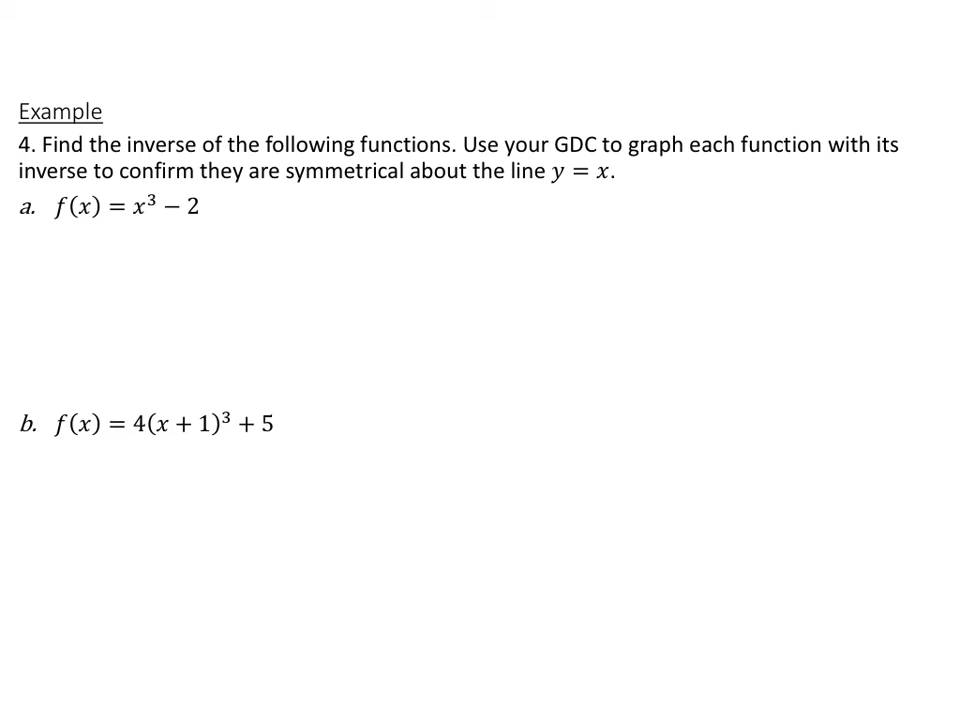 Example
4. Find the inverse of the following functions. Use your GDC to graph each function with its
inverse to confirm they are symmetrical about the line y = x.
a. f(x) = x³ − 2
b. f(x) = 4(x + 1)³ + 5